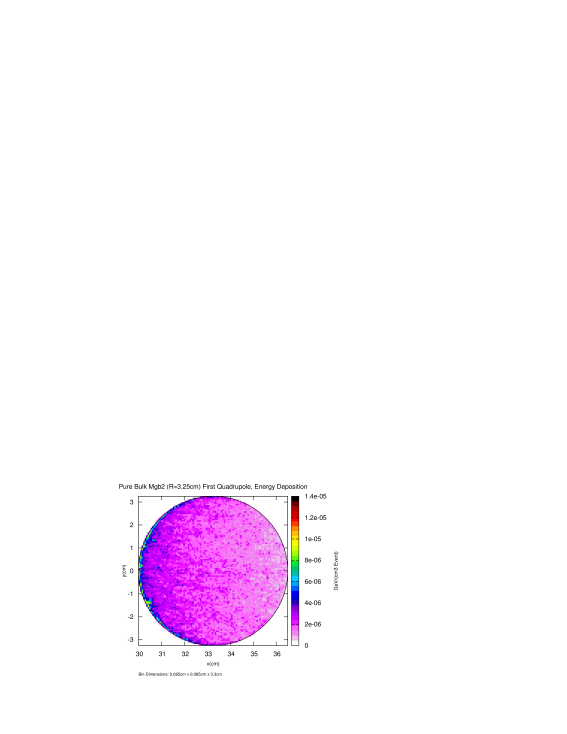 Pure Bulk Mgb2 (R=3.25cm) First Quadrupole, Energy Deposition
3
2
1
0
-1
-2
-3
y(cm)
30 31 32 33 34 35 36
x(cm)
1.4e-05
1.2e-05
1e-05
8e-06
6e-06
4e-06
2e-06
0
GeV/(cm3 Event)
Bin Dimensions: 0.065cm x 0.065cm x 0.3cm